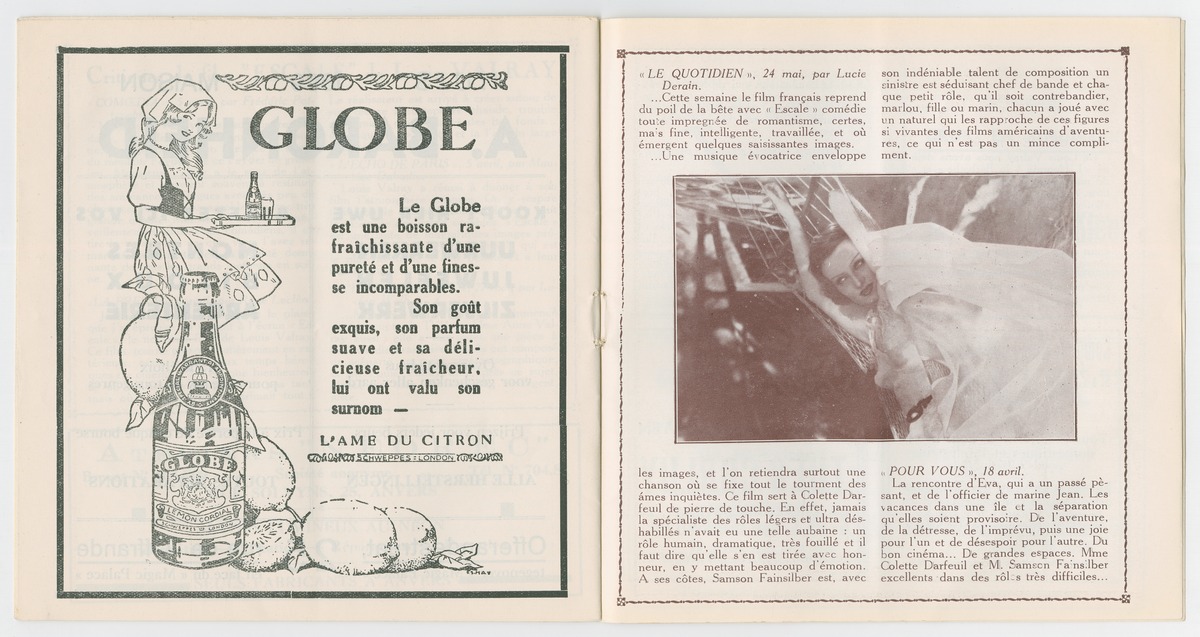 GLOBE
Le Globe
est une boisson ra-
fraîchissante d'une
pureté et d'une fines-
se incomparables.
Son goût
exquis, son parfum
suave et sa déli-
cieuse fraîcheur,
lui ont valu son
surnom —
L'AME DU CITRON
SCHWEPPES : LONDON
GLOBE
LEMON CORDIAL
« LE QUOTIDIEN », 24 mai, par Lucie
Derain.
...Cette semaine le film français reprend
du poil de la bête avec « Escale » comédie
toute impregnée de romantisme, certes,
mais fine, intelligente, travaillée, et où
émergent quelques saisissantes images.
...Une musique évocatrice enveloppe
les images, et l'on retiendra surtout une
chanson où se fixe tout le tourment des
âmes inquiètes. Ce film sert à Colette Dar-
feuil de pierre de touche. En effet, jamais
la spécialiste des rôles légers et ultra dés-
habillés n'avait eu une telle aubaine : un
rôle humain, dramatique, très fouillé et il
faut dire qu'elle s'en est tirée avec hon-
neur, en y mettant beaucoup d'émotion.
A ses côtes, Samson Fainsilber est, avec
son indéniable talent de composition un
sinistre est séduisant chef de bande et cha-
que petit rôle, qu'il soit contrebandier,
marlou, fille ou marin, chacun a joué avec
un naturel qui les rapproche de ces figures
si vivantes des films américains d'aventu-
res, ce qui n'est pas un mince compli-
ment.
« POUR VOUS », 18 avril.
La rencontre d'Eva, qui a un passé pè-
sant, et de l'officier de marine Jean. Les
vacances dans une île et la séparation
qu'elle soient provisoire. De l'aventure,
de la détresse, de l'imprévu, puis une joie
pour l'un et de désespoir pour l'autre. Du
bon cinéma... De grandes espaces. Mme
Colette Darfeuil et M. Samson Fainsilber
excellents dans des rôles très difficiles...